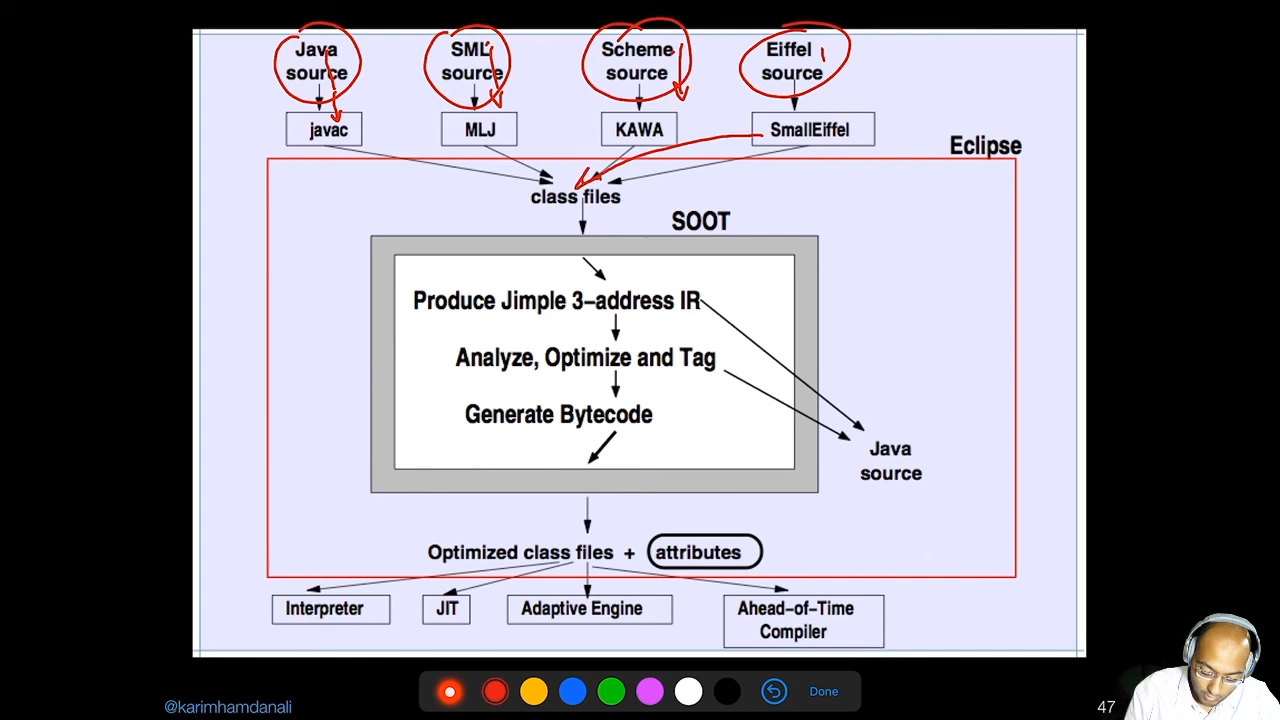 Java
source
SML
source
Scheme
source
Eiffel
source
javac
MLJ
KAWA
SmallEiffel
Eclipse
class files
SOOT
Produce Jimple 3-address IR
Analyze, Optimize and Tag
Generate Bytecode
Java
source
Optimized class files + attributes
Interpreter
JIT
Adaptive Engine
Ahead-of-Time
Compiler
Done
@karimhamdanali
47